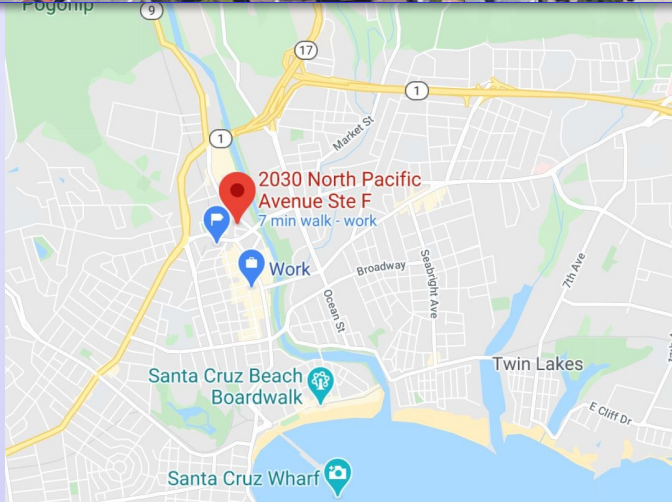 Pogonip
9
17
1
Market St
1
2030 North Pacific
Avenue Ste F
7 min walk - work
Work
Broadway
Seabright Ave
7th Ave
Ocean St
Santa Cruz Beach
Boardwalk
Twin Lakes
E Cliff Dr
Santa Cruz Wharf